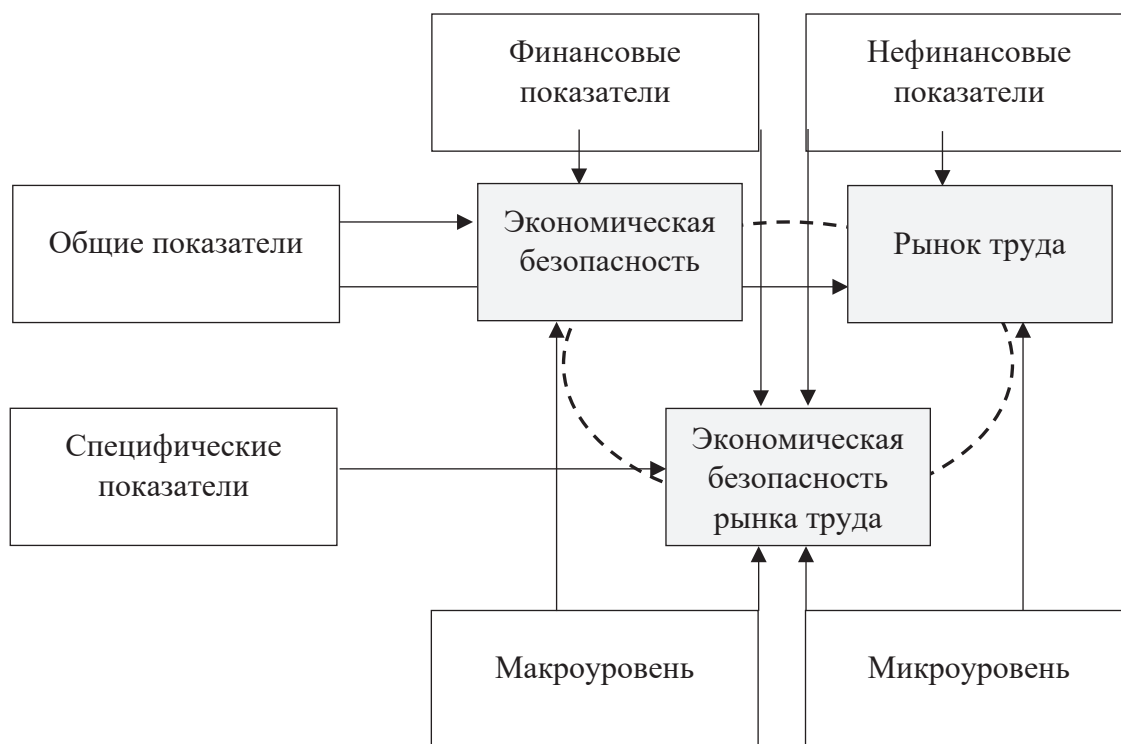 Финансовые
показатели
Нефинансовые
показатели
Общие показатели
Экономическая
безопасность
Рынок труда
Специфические
показатели
Экономическая
безопасность
рынка труда
Макроуровень
Микроуровень